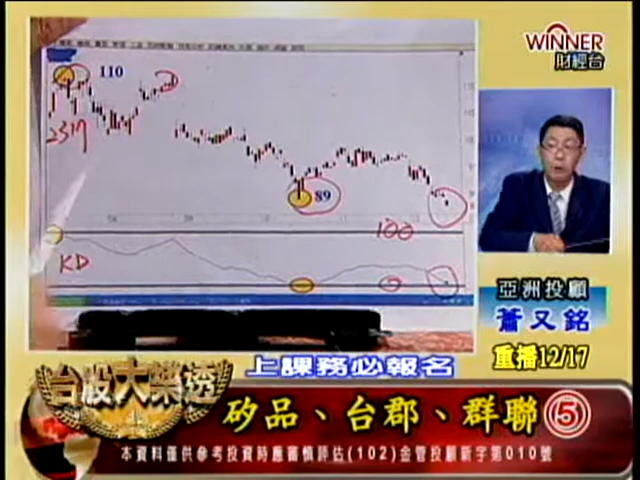 WINNER
財經台
110
2317
89
100
KD
亞洲投顧
蕭又銘
重播12/17
上課務必報名
台股大樂透
矽品、台郡、群聯 5
本資料僅供參考投資時應審慎評估(102)金管投顧新字第010號